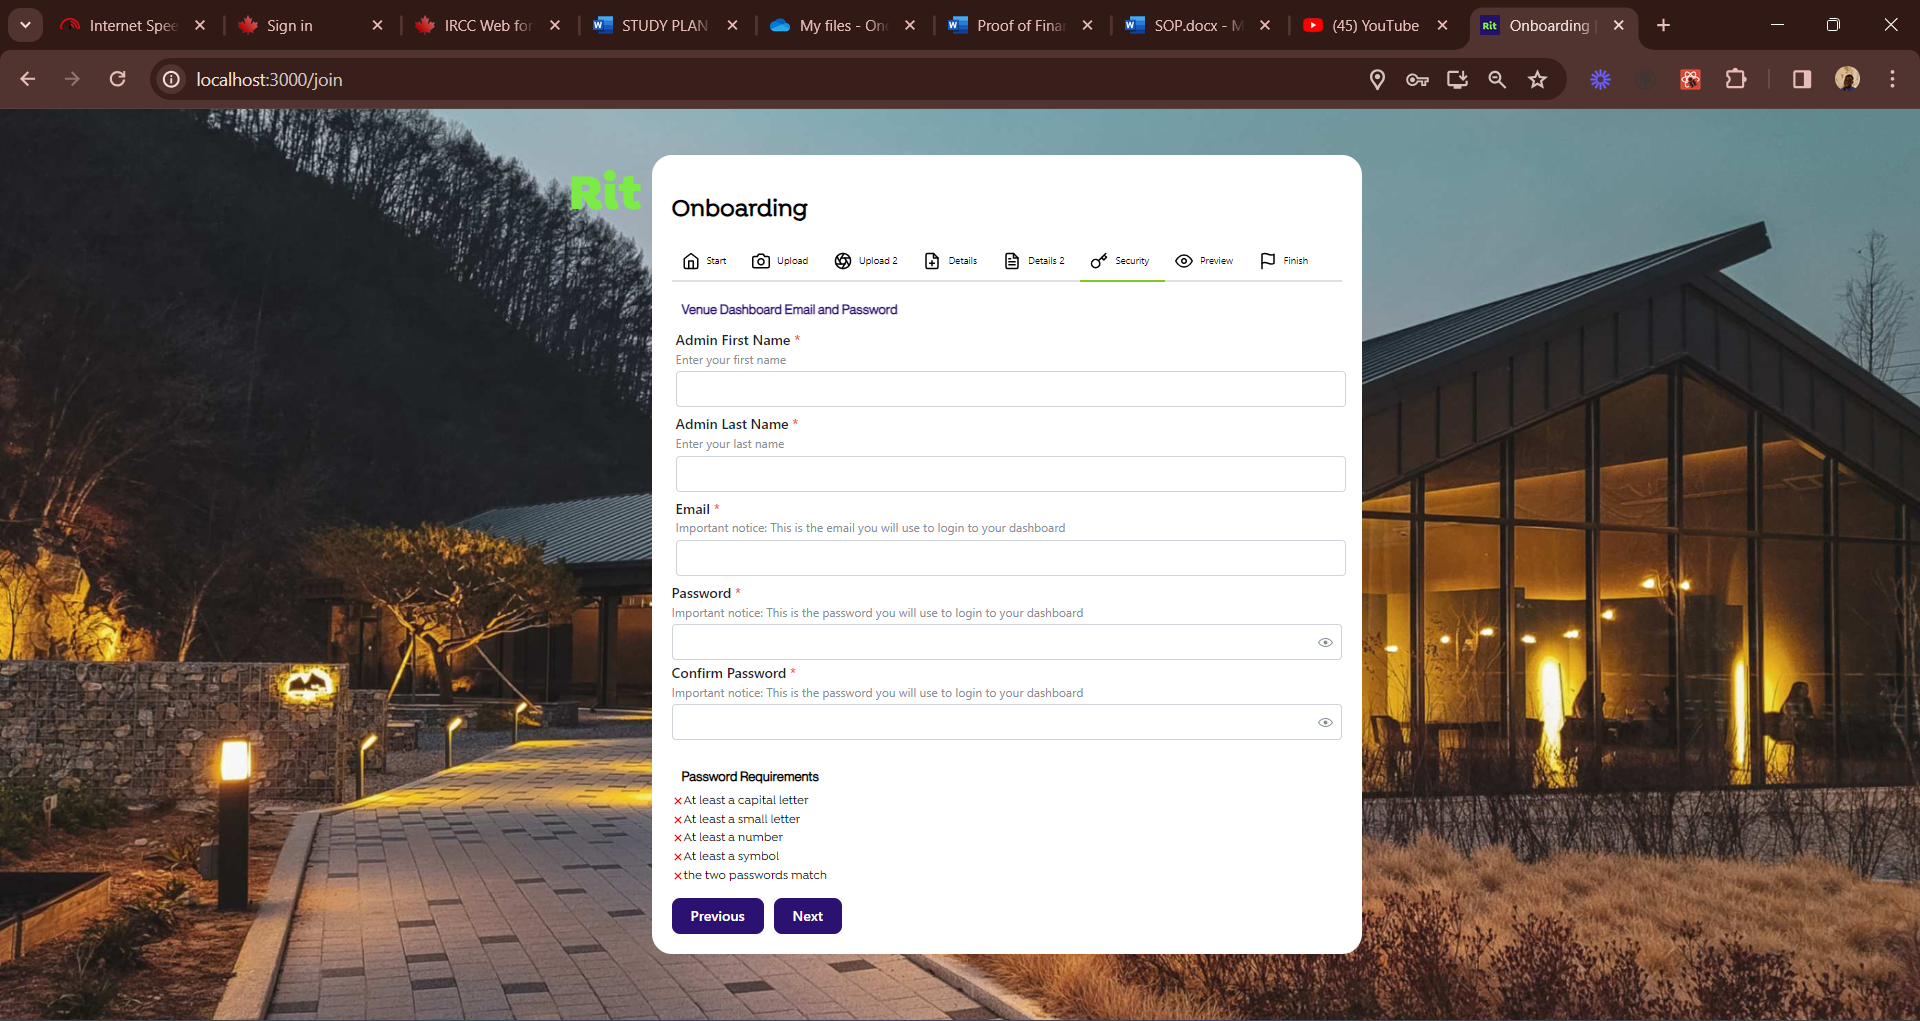 Internet Spee
Sign in
IRCC Web for
STUDY PLAN
My files - On
Proof of Fina
SOP.docx - M
(45) YouTube
Rit
Onboarding
localhost:3000/join
Rit
Onboarding
Start
Upload
Upload 2
Details
Details 2
Security
Preview
Finish
Venue Dashboard Email and Password
Admin First Name *
Enter your first name
Admin Last Name *
Enter your last name
Email *
Important notice: This is the email you will use to login to your dashboard
Password *
Important notice: This is the password you will use to login to your dashboard
Confirm Password *
Important notice: This is the password you will use to login to your dashboard
Password Requirements
At least a capital letter
At least a small letter
At least a number
At least a symbol
the two passwords match
Previous
Next